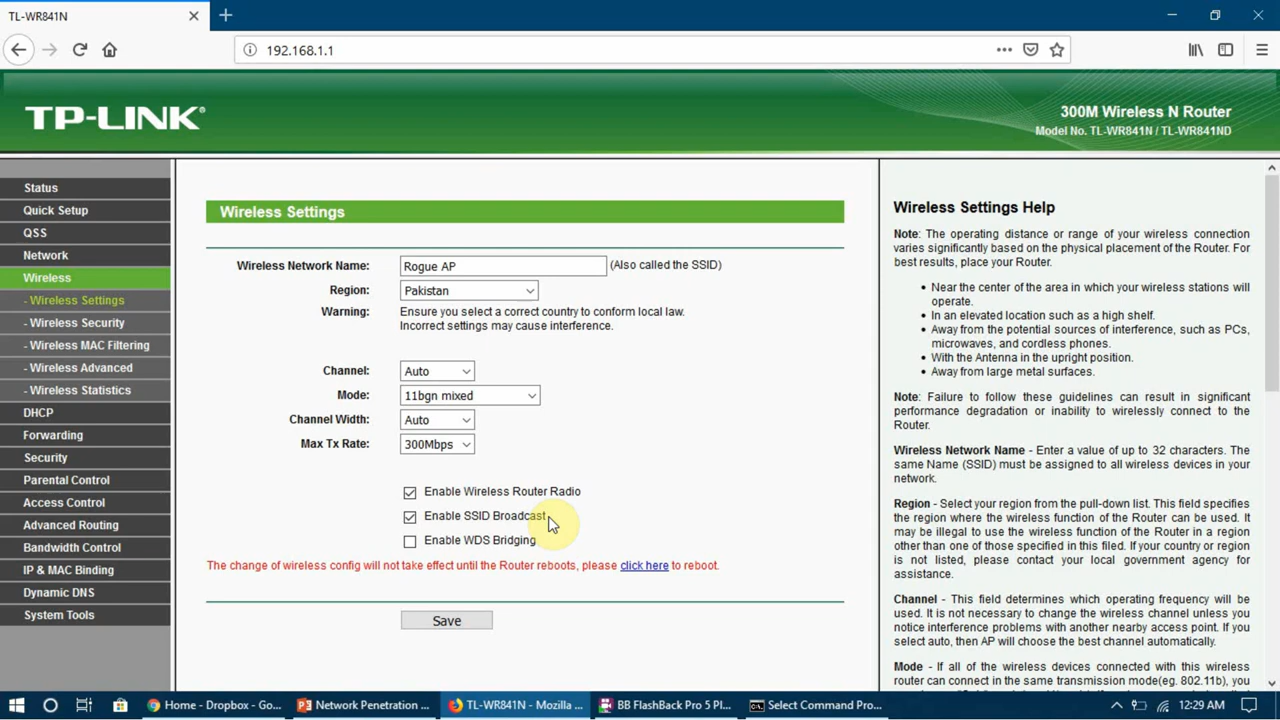 TL-WR841N
192.168.1.1
TP-LINK®
300M Wireless N Router
Model No. TL-WR841N / TL-WR841ND
Status
Quick Setup
QSS
Network
Wireless
- Wireless Settings
- Wireless Security
- Wireless MAC Filtering
- Wireless Advanced
- Wireless Statistics
DHCP
Forwarding
Security
Parental Control
Access Control
Advanced Routing
Bandwidth Control
IP & MAC Binding
Dynamic DNS
System Tools
Wireless Settings
Wireless Network Name: Rogue AP (Also called the SSID)
Region: Pakistan
Warning: Ensure you select a correct country to conform local law.
Incorrect settings may cause interference.
Channel: Auto
Mode: 11bgn mixed
Channel Width: Auto
Max Tx Rate: 300Mbps
Enable Wireless Router Radio
Enable SSID Broadcast
Enable WDS Bridging
The change of wireless config will not take effect until the Router reboots, please click here to reboot.
Save
Wireless Settings Help
Note: The operating distance or range of your wireless connection
varies significantly based on the physical placement of the Router. For
best results, place your Router.
Near the center of the area in which your wireless stations will
operate.
In an elevated location such as a high shelf.
Away from the potential sources of interference, such as PCs,
microwaves, and cordless phones.
With the Antenna in the upright position.
Away from large metal surfaces.
Note: Failure to follow these guidelines can result in significant
performance degradation or inability to wirelessly connect to the
Router.
Wireless Network Name - Enter a value of up to 32 characters. The
same Name (SSID) must be assigned to all wireless devices in your
network.
Region - Select your region from the pull-down list. This field specifies
the region where the wireless function of the Router can be used. It
may be illegal to use the wireless function of the Router in a region
other than one of those specified in this filed. If your country or region
is not listed, please contact your local government agency for
assistance.
Channel - This field determines which operating frequency will be
used. It is not necessary to change the wireless channel unless you
notice interference problems with another nearby access point. If you
select auto, then AP will choose the best channel automatically.
Mode - If all of the wireless devices connected with this wireless
router can connect in the same transmission mode(eg. 802.11b), you
Home - Dropbox - Go...
Network Penetration ...
TL-WR841N - Mozilla ...
BB FlashBack Pro 5 Pl...
Select Command Pro...
12:29 AM